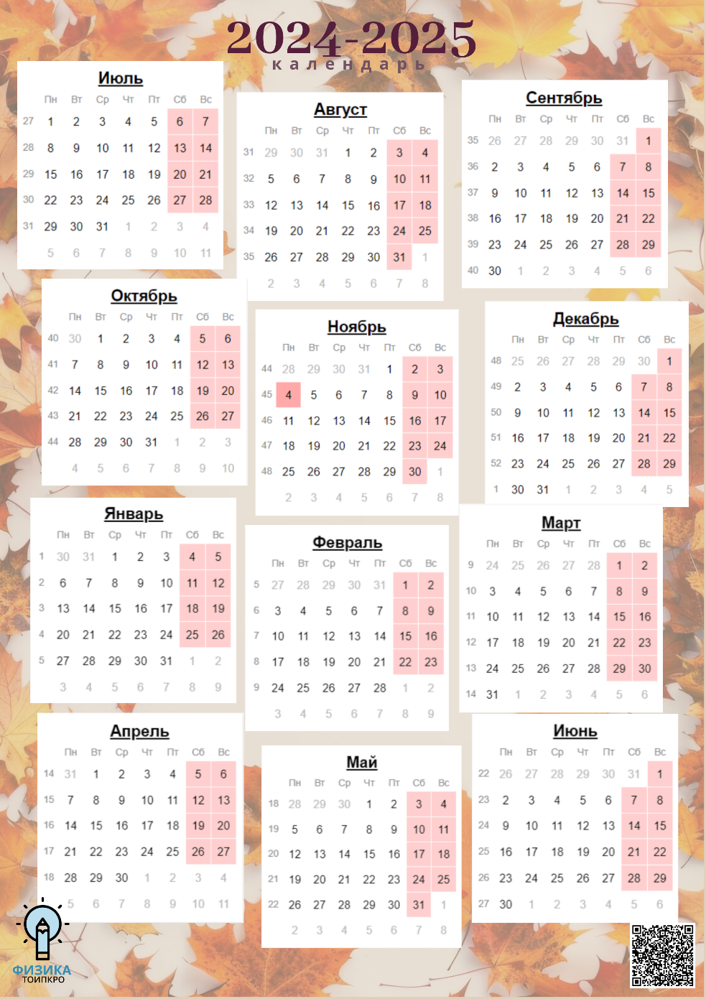 2024-2025
календарь
Июль
Пн Вт Ср Чт Пт Сб Вс
27 1 2 3 4 5 6 7
28 8 9 10 11 12 13 14
29 15 16 17 18 19 20 21
30 22 23 24 25 26 27 28
31 29 30 31 1 2 3 4
5 6 7 8 9 10 11
Август
Пн Вт Ср Чт Пт Сб Вс
31 29 30 31 1 2 3 4
32 5 6 7 8 9 10 11
33 12 13 14 15 16 17 18
34 19 20 21 22 23 24 25
35 26 27 28 29 30 31 1
2 3 4 5 6 7 8
Сентябрь
Пн Вт Ср Чт Пт Сб Вс
35 26 27 28 29 30 31 1
36 2 3 4 5 6 7 8
37 9 10 11 12 13 14 15
38 16 17 18 19 20 21 22
39 23 24 25 26 27 28 29
40 30 1 2 3 4 5 6
Октябрь
Пн Вт Ср Чт Пт Сб Вс
40 30 1 2 3 4 5 6
41 7 8 9 10 11 12 13
42 14 15 16 17 18 19 20
43 21 22 23 24 25 26 27
44 28 29 30 31 1 2 3
4 5 6 7 8 9 10
Ноябрь
Пн Вт Ср Чт Пт Сб Вс
44 28 29 30 31 1 2 3
45 4 5 6 7 8 9 10
46 11 12 13 14 15 16 17
47 18 19 20 21 22 23 24
48 25 26 27 28 29 30 1
2 3 4 5 6 7 8
Декабрь
Пн Вт Ср Чт Пт Сб Вс
48 25 26 27 28 29 30 1
49 2 3 4 5 6 7 8
50 9 10 11 12 13 14 15
51 16 17 18 19 20 21 22
52 23 24 25 26 27 28 29
1 30 31 1 2 3 4 5
Январь
Пн Вт Ср Чт Пт Сб Вс
1 30 31 1 2 3 4 5
2 6 7 8 9 10 11 12
3 13 14 15 16 17 18 19
4 20 21 22 23 24 25 26
5 27 28 29 30 31 1 2
3 4 5 6 7 8 9
Февраль
Пн Вт Ср Чт Пт Сб Вс
5 27 28 29 30 31 1 2
6 3 4 5 6 7 8 9
7 10 11 12 13 14 15 16
8 17 18 19 20 21 22 23
9 24 25 26 27 28 1 2
3 4 5 6 7 8 9
Март
Пн Вт Ср Чт Пт Сб Вс
9 24 25 26 27 28 1 2
10 3 4 5 6 7 8 9
11 10 11 12 13 14 15 16
12 17 18 19 20 21 22 23
13 24 25 26 27 28 29 30
14 31 1 2 3 4 5 6
Апрель
Пн Вт Ср Чт Пт Сб Вс
14 31 1 2 3 4 5 6
15 7 8 9 10 11 12 13
16 14 15 16 17 18 19 20
17 21 22 23 24 25 26 27
18 28 29 30 1 2 3 4
5 6 7 8 9 10 11
Май
Пн Вт Ср Чт Пт Сб Вс
18 28 29 30 1 2 3 4
19 5 6 7 8 9 10 11
20 12 13 14 15 16 17 18
21 19 20 21 22 23 24 25
22 26 27 28 29 30 31 1
2 3 4 5 6 7 8
Июнь
Пн Вт Ср Чт Пт Сб Вс
22 26 27 28 29 30 31 1
23 2 3 4 5 6 7 8
24 9 10 11 12 13 14 15
25 16 17 18 19 20 21 22
26 23 24 25 26 27 28 29
27 30 1 2 3 4 5 6
ФИЗИКА
ТОИПКРО